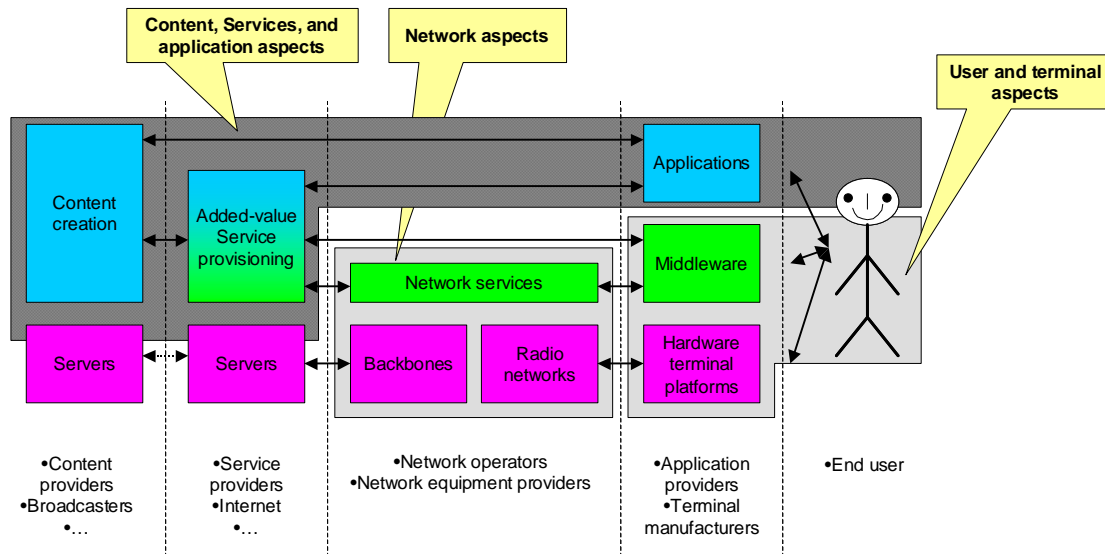 Content, Services, and
application aspects
Network aspects
User and terminal
aspects
Content
creation
Added-value
Service
provisioning
Applications
Middleware
Network services
Servers
Servers
Backbones
Radio
networks
Hardware
terminal
platforms
•Content
providers
•Broadcasters
•…
•Service
providers
•Internet
•…
•Network operators
•Network equipment providers
•Application
providers
•Terminal
manufacturers
•End user